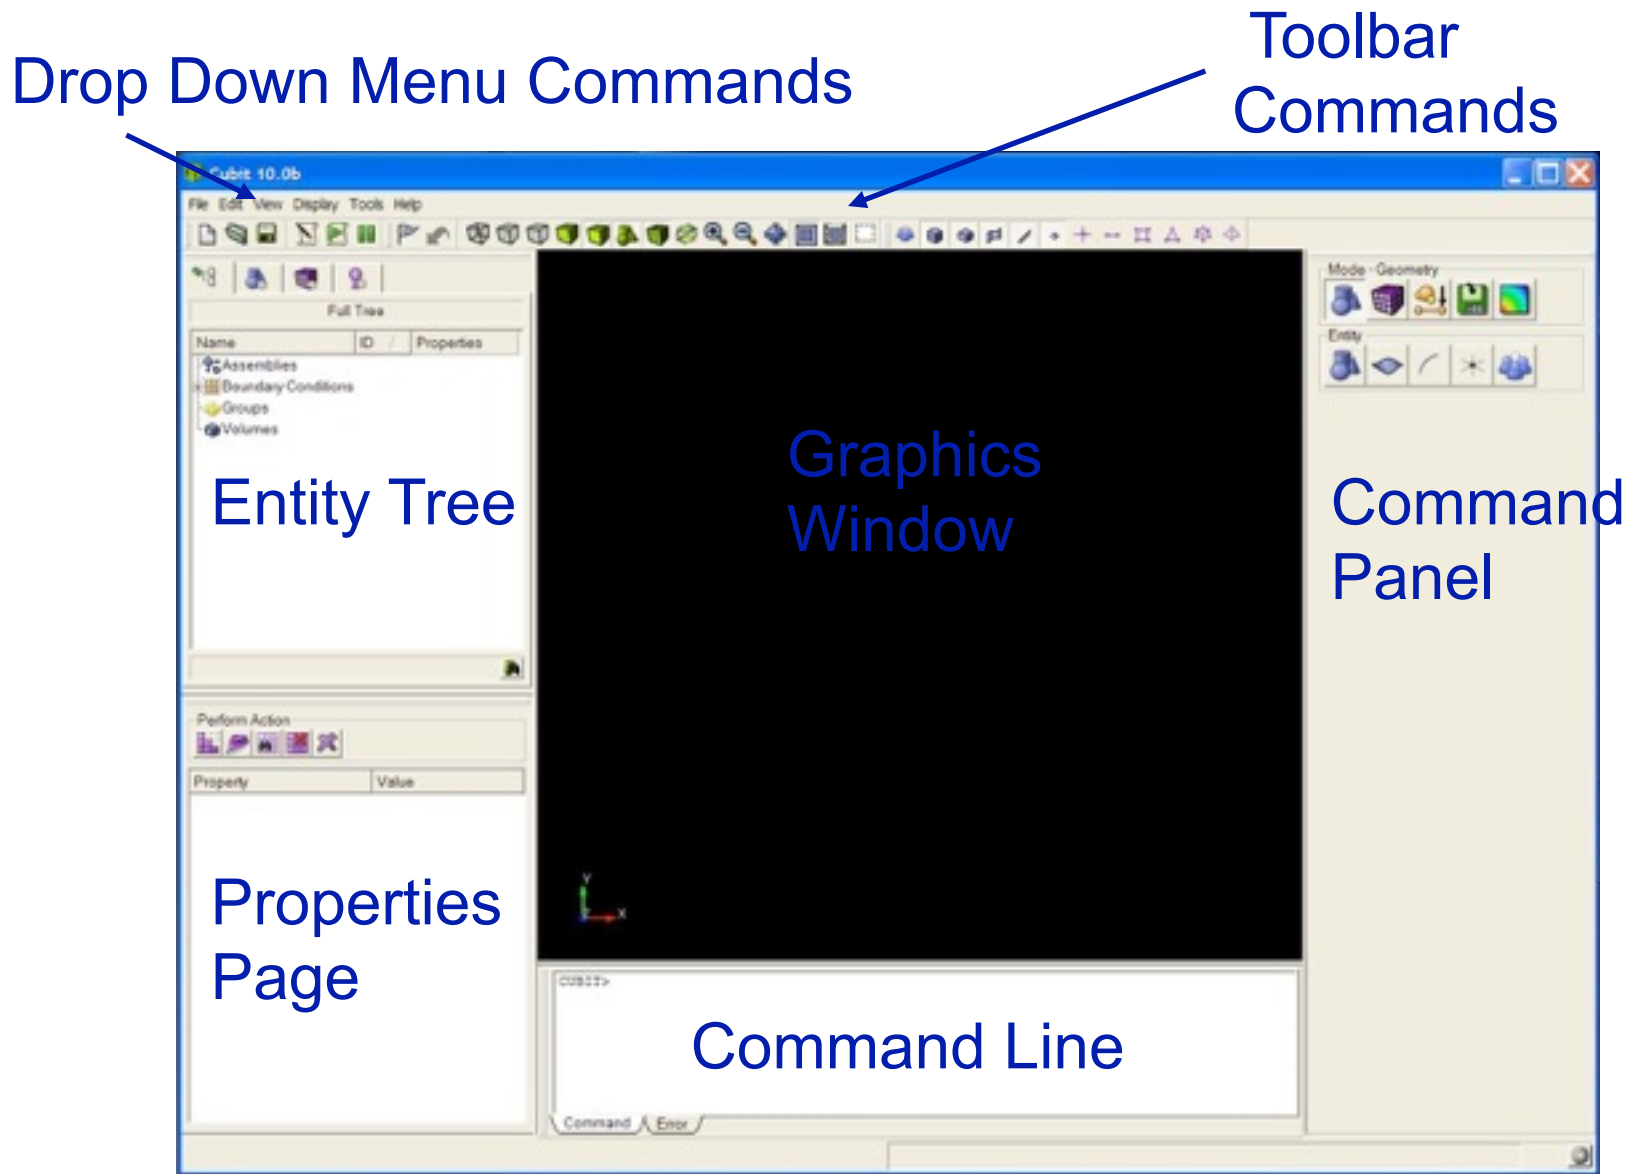 Toolbar
Commands
Drop Down Menu Commands
Cubit 10.0b
File Edit View Display Tools Help
Full Tree
Name ID / Properties
Assemblies
Boundary Conditions
Groups
Volumes
Entity Tree
Graphics
Window
Mode - Geometry
Entity
Command
Panel
Perform Action
Property Value
Properties
Page
Y
Z X
CUBIT>
Command Line
Command Error